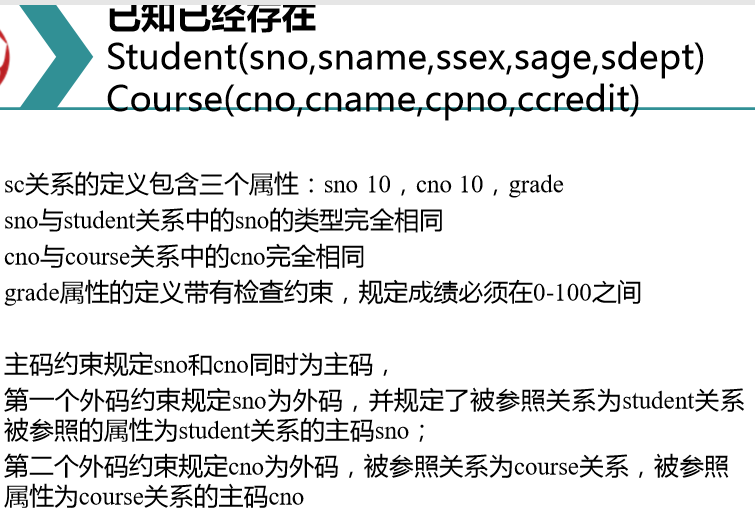 已知已经存在
Student(sno,sname,ssex,sage,sdept)
Course(cno,cname,cpno,ccredit)
sc关系的定义包含三个属性：sno 10，cno 10，grade
sno与student关系中的sno的类型完全相同
cno与course关系中的cno完全相同
grade属性的定义带有检查约束，规定成绩必须在0-100之间
主码约束规定sno和cno同时为主码，
第一个外码约束规定sno为外码，并规定了被参照关系为student关系
被参照的属性为student关系的主码sno；
第二个外码约束规定cno为外码，被参照关系为course关系，被参照
属性为course关系的主码cno